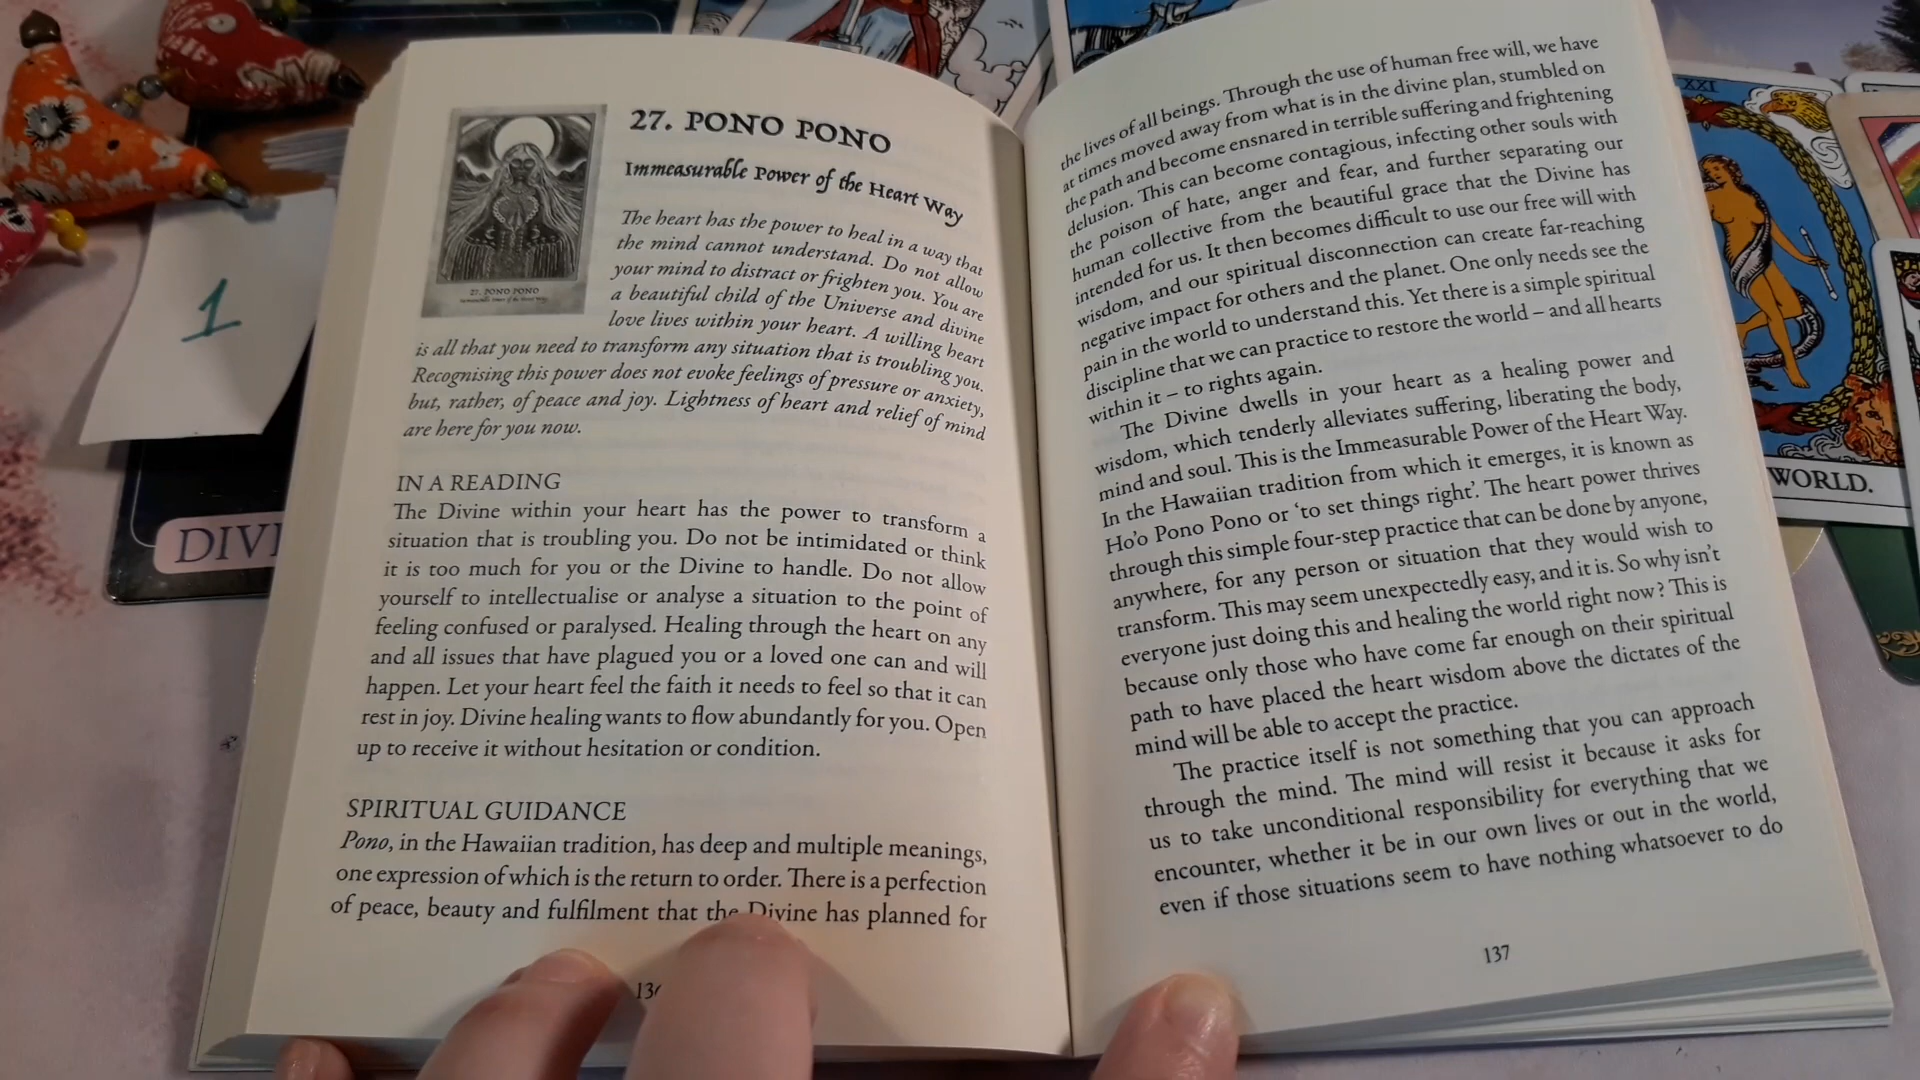 1
DIVI
27. PONO PONO
Immeasurable Power of the Heart Way
27. PONO PONO
Immeasurable Power of the Heart Way
The heart has the power to heal in a way that
the mind cannot understand. Do not allow
your mind to distract or frighten you. You are
a beautiful child of the Universe and divine
love lives within your heart. A willing heart
is all that you need to transform any situation that is troubling you.
Recognising this power does not evoke feelings of pressure or anxiety,
but, rather, of peace and joy. Lightness of heart and relief of mind
are here for you now.
IN A READING
The Divine within your heart has the power to transform a
situation that is troubling you. Do not be intimidated or think
it is too much for you or the Divine to handle. Do not allow
yourself to intellectualise or analyse a situation to the point of
feeling confused or paralysed. Healing through the heart on any
and all issues that have plagued you or a loved one can and will
happen. Let your heart feel the faith it needs to feel so that it can
rest in joy. Divine healing wants to flow abundantly for you. Open
up to receive it without hesitation or condition.
SPIRITUAL GUIDANCE
Pono, in the Hawaiian tradition, has deep and multiple meanings,
one expression of which is the return to order. There is a perfection
of peace, beauty and fulfilment that the Divine has planned for
the lives of all beings. Through the use of human free will, we have
at times moved away from what is in the divine plan, stumbled on
the path and become ensnared in terrible suffering and frightening
delusion. This can become contagious, infecting other souls with
the poison of hate, anger and fear, and further separating our
human collective from the beautiful grace that the Divine has
intended for us. It then becomes difficult to use our free will with
wisdom, and our spiritual disconnection can create far-reaching
negative impact for others and the planet. One only needs see the
pain in the world to understand this. Yet there is a simple spiritual
discipline that we can practice to restore the world – and all hearts
within it – to rights again.
The Divine dwells in your heart as a healing power and
wisdom, which tenderly alleviates suffering, liberating the body,
mind and soul. This is the Immeasurable Power of the Heart Way.
In the Hawaiian tradition from which it emerges, it is known as
Ho'o Pono Pono or 'to set things right'. The heart power thrives
through this simple four-step practice that can be done by anyone,
anywhere, for any person or situation that they would wish to
transform. This may seem unexpectedly easy, and it is. So why isn't
everyone just doing this and healing the world right now? This is
because only those who have come far enough on their spiritual
path to have placed the heart wisdom above the dictates of the
mind will be able to accept the practice.
The practice itself is not something that you can approach
through the mind. The mind will resist it because it asks for
us to take unconditional responsibility for everything that we
encounter, whether it be in our own lives or out in the world,
even if those situations seem to have nothing whatsoever to do
137
XXI
WORLD.